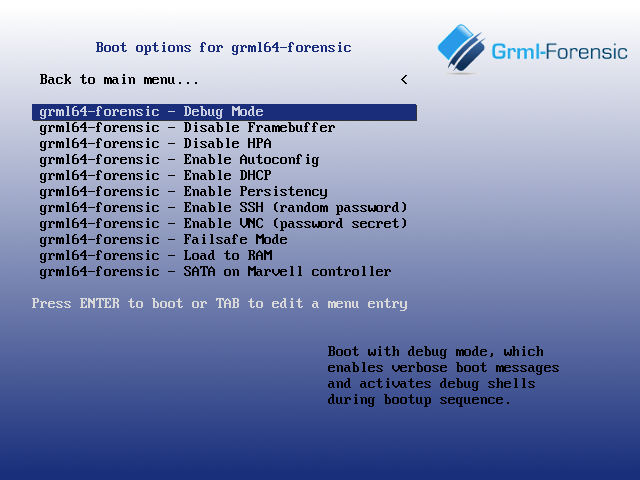 Boot options for grml64-forensic
Grml-Forensic
Back to main menu... <
grml64-forensic - Debug Mode
grml64-forensic - Disable Framebuffer
grml64-forensic - Disable HPA
grml64-forensic - Enable Autoconfig
grml64-forensic - Enable DHCP
grml64-forensic - Enable Persistency
grml64-forensic - Enable SSH (random password)
grml64-forensic - Enable VNC (password secret)
grml64-forensic - Failsafe Mode
grml64-forensic - Load to RAM
grml64-forensic - SATA on Marvell controller
Press ENTER to boot or TAB to edit a menu entry
Boot with debug mode, which
enables verbose boot messages
and activates debug shells
during bootup sequence.